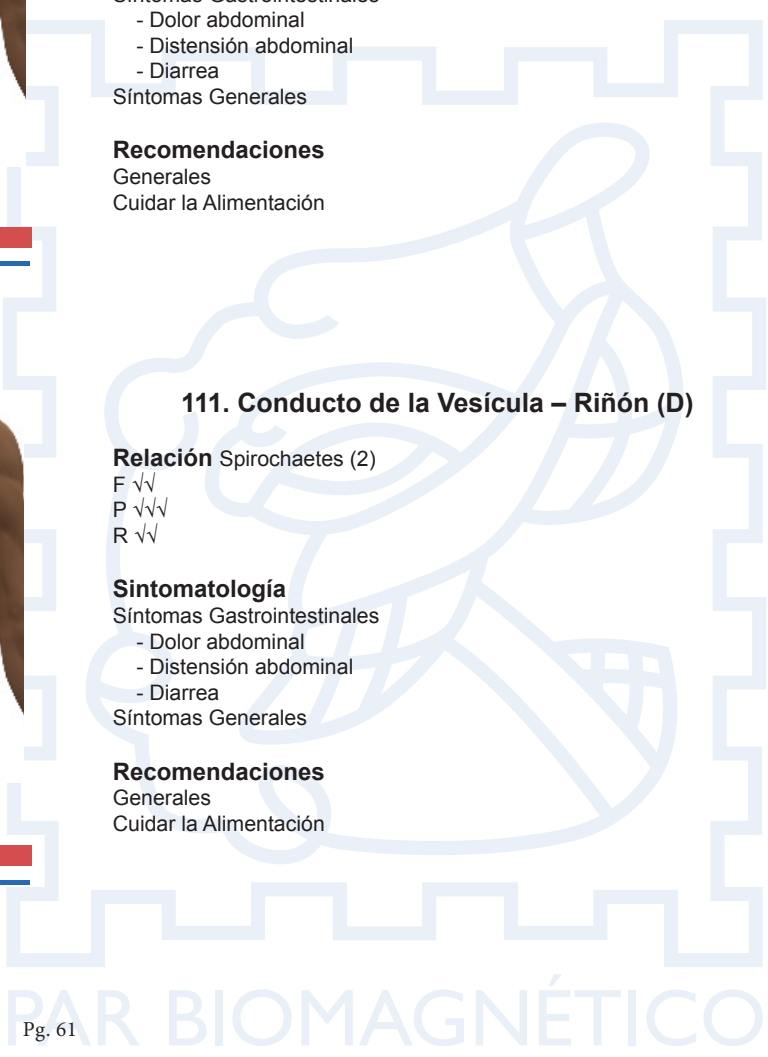 Síntomas Gastrointestinales
- Dolor abdominal
- Distensión abdominal
- Diarrea
Síntomas Generales
Recomendaciones
Generales
Cuidar la Alimentación
111. Conducto de la Vesícula – Riñón (D)
Relación Spirochaetes (2)
F √√
P √√√
R √√
Sintomatología
Síntomas Gastrointestinales
- Dolor abdominal
- Distensión abdominal
- Diarrea
Síntomas Generales
Recomendaciones
Generales
Cuidar la Alimentación
PAR BIOMAGNÉTICO
Pg. 61